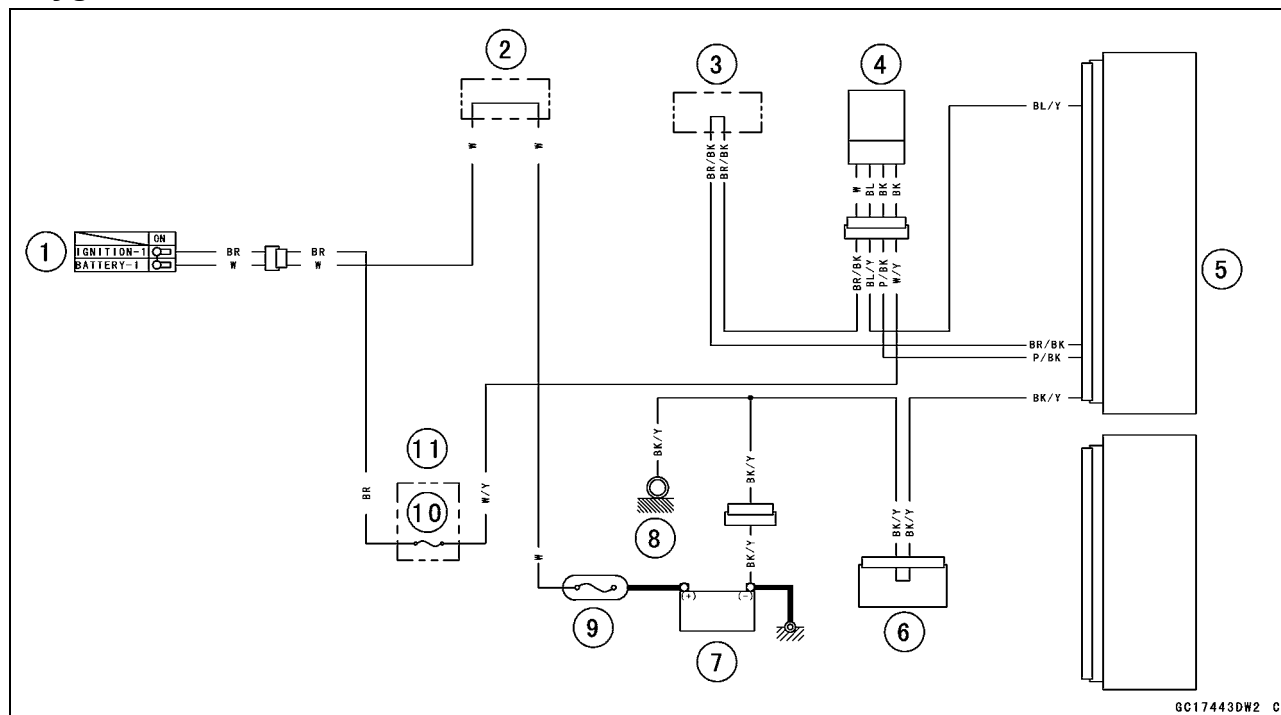 2
3
4
BL/Y
W
W
BR/BK
BR/BK
W
BL
BK
BK
1
ON
IGNITION-1
BATTERY-1
BR
W
BR
W
BR/BK
BL/Y
P/BK
W/Y
5
BR/BK
P/BK
BK/Y
11
10
BR
W/Y
W
BK/Y
8
BK/Y
BK/Y
BK/Y
BK/Y
9
(+)
(-)
7
6
GC17443DW2 C